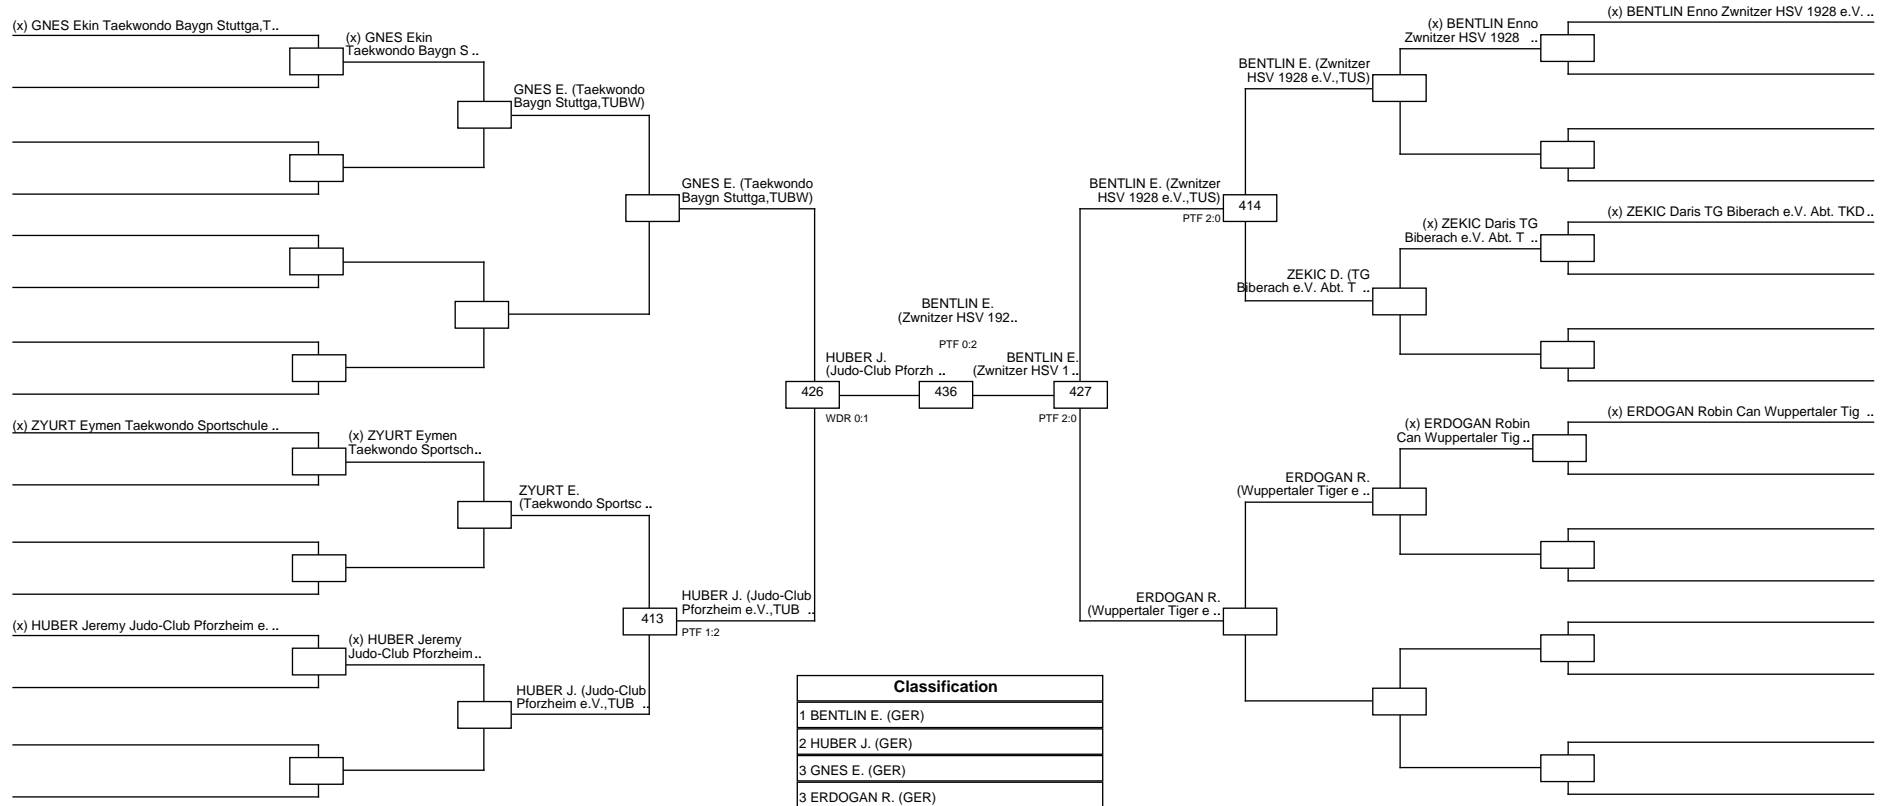 (x) GNES Ekin Taekwondo Baygn Stuttga,T..
(x) GNES Ekin
Taekwondo Baygn S ..
GNES E. (Taekwondo
Baygn Stuttga,TUBW)
GNES E. (Taekwondo
Baygn Stuttga,TUBW)
(x) ZYURT Eymen Taekwondo Sportschule ..
(x) ZYURT Eymen
Taekwondo Sportsch..
ZYURT E.
(Taekwondo Sportsc ..
(x) HUBER Jeremy Judo-Club Pforzheim e. ..
(x) HUBER Jeremy
Judo-Club Pforzheim ..
HUBER J. (Judo-Club
Pforzheim e.V.,TUB ..
413
PTF 1:2
HUBER J. (Judo-Club
Pforzheim e.V.,TUB ..
426
WDR 0:1
HUBER J.
(Judo-Club Pforzh ..
BENTLIN E.
(Zwnitzer HSV 192..
PTF 0:2
436
BENTLIN E.
(Zwnitzer HSV 1 ..
427
PTF 2:0
BENTLIN E. (Zwnitzer
HSV 1928 e.V.,TUS)
414
PTF 2:0
BENTLIN E. (Zwnitzer
HSV 1928 e.V.,TUS)
(x) BENTLIN Enno
Zwnitzer HSV 1928 ..
(x) BENTLIN Enno Zwnitzer HSV 1928 e.V. ..
ZEKIC D. (TG
Biberach e.V. Abt. T ..
(x) ZEKIC Daris TG
Biberach e.V. Abt. T ..
(x) ZEKIC Daris TG Biberach e.V. Abt. TKD ..
ERDOGAN R.
(Wuppertaler Tiger e ..
ERDOGAN R.
(Wuppertaler Tiger e ..
(x) ERDOGAN Robin
Can Wuppertaler Tig ..
(x) ERDOGAN Robin Can Wuppertaler Tig ..
Classification
1 BENTLIN E. (GER)
2 HUBER J. (GER)
3 GNES E. (GER)
3 ERDOGAN R. (GER)